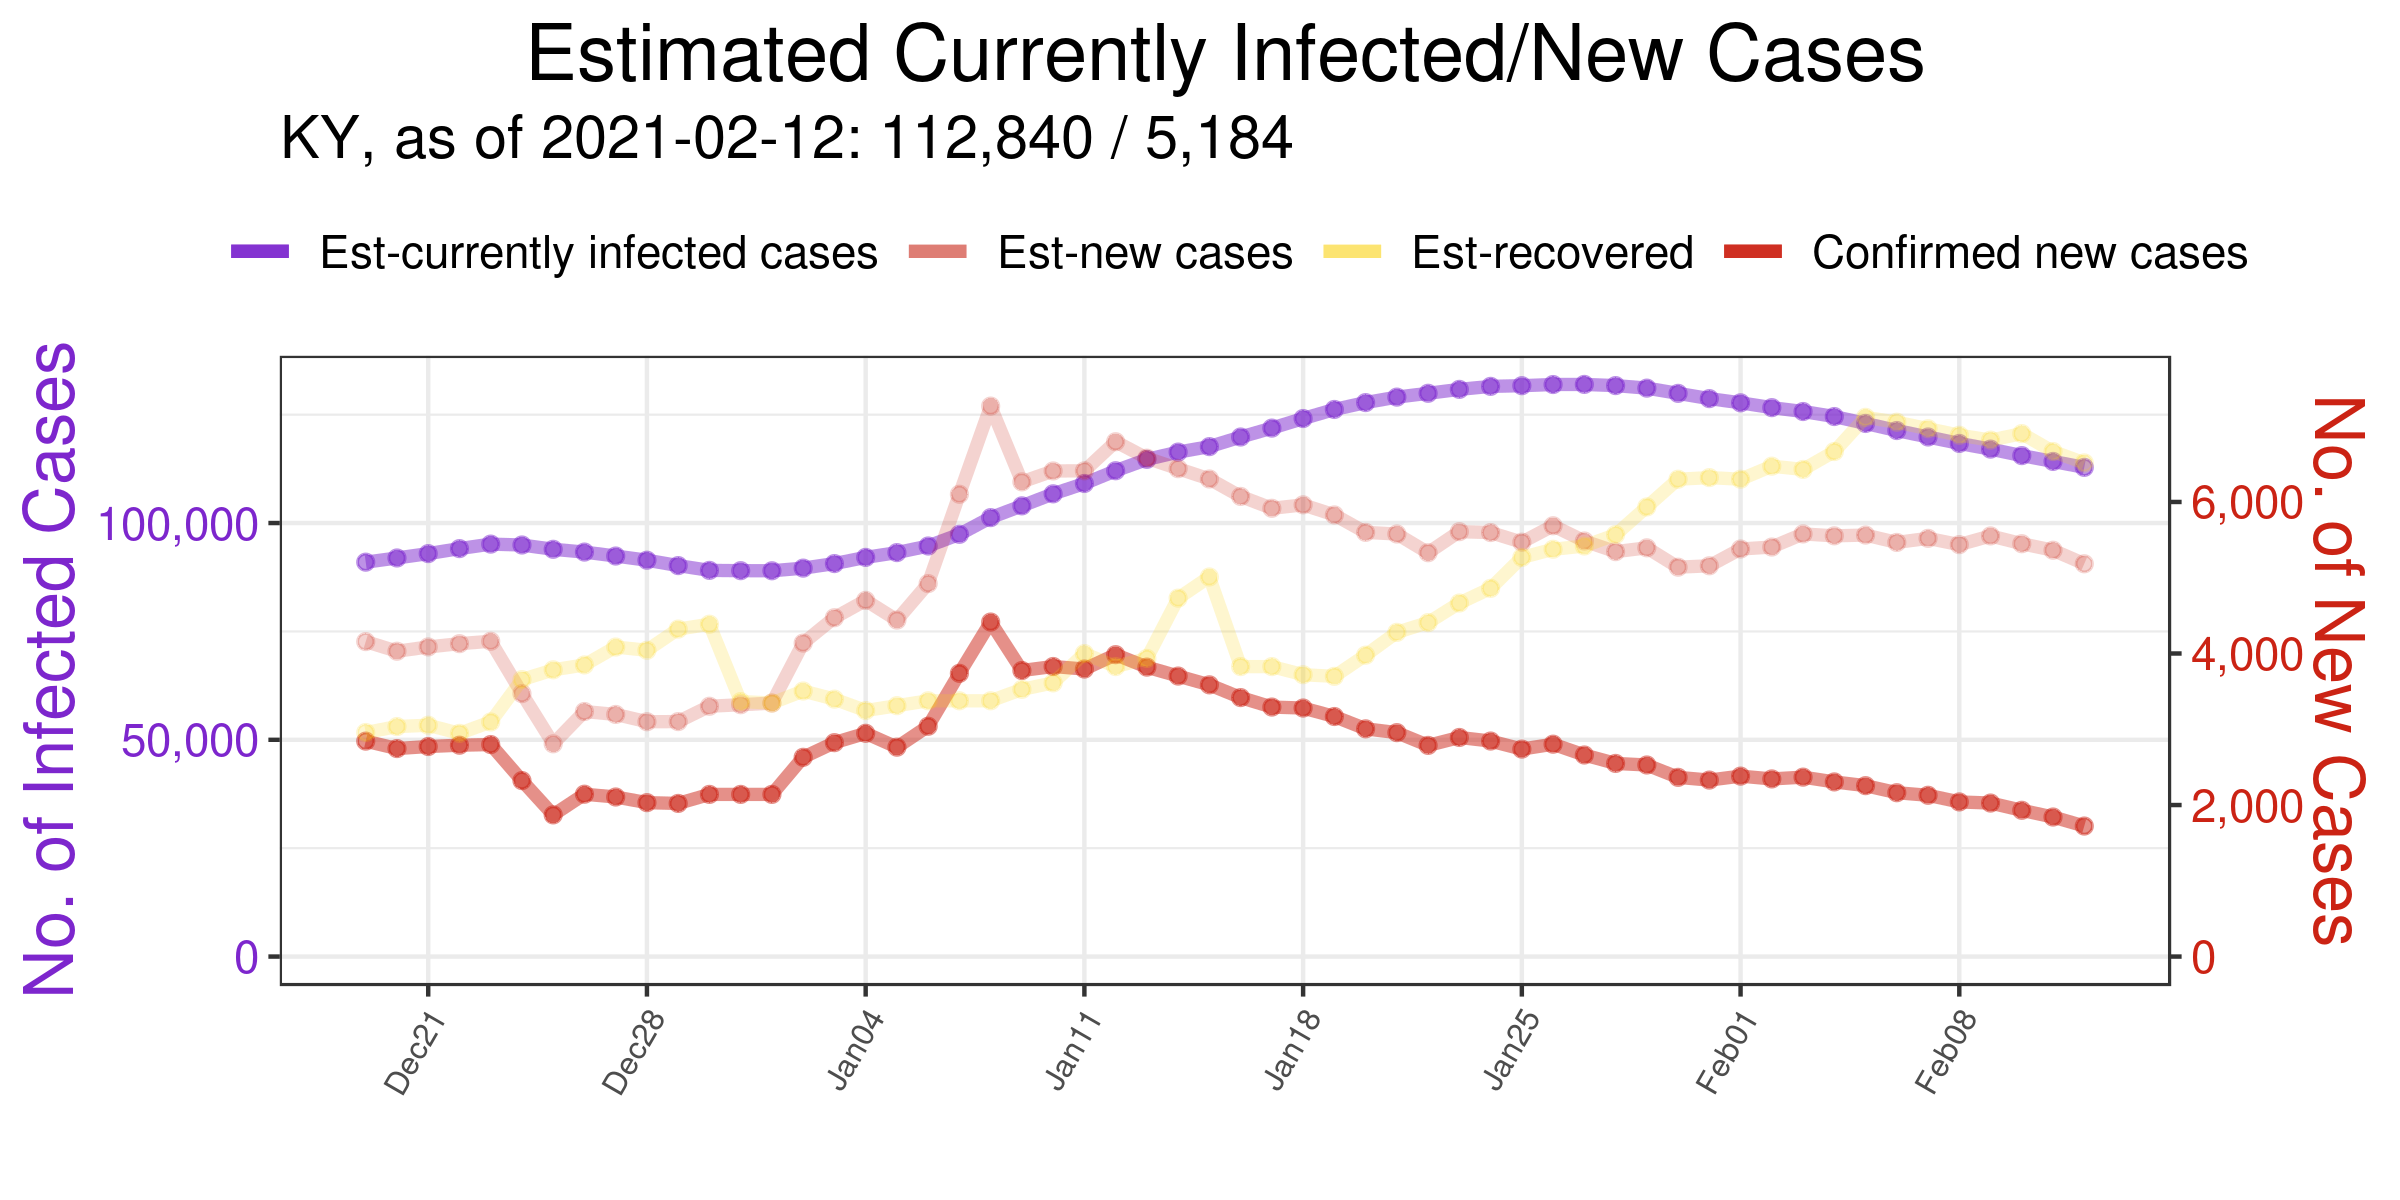 Estimated Currently Infected/New Cases
KY, as of 2021-02-12: 112,840 / 5,184
Est-currently infected cases Est-new cases Est-recovered Confirmed new cases
No. of Infected Cases
100,000
50,000
0
No. of New Cases
6,000
4,000
2,000
0
Dec21 Dec28 Jan04 Jan11 Jan18 Jan25 Feb01 Feb08